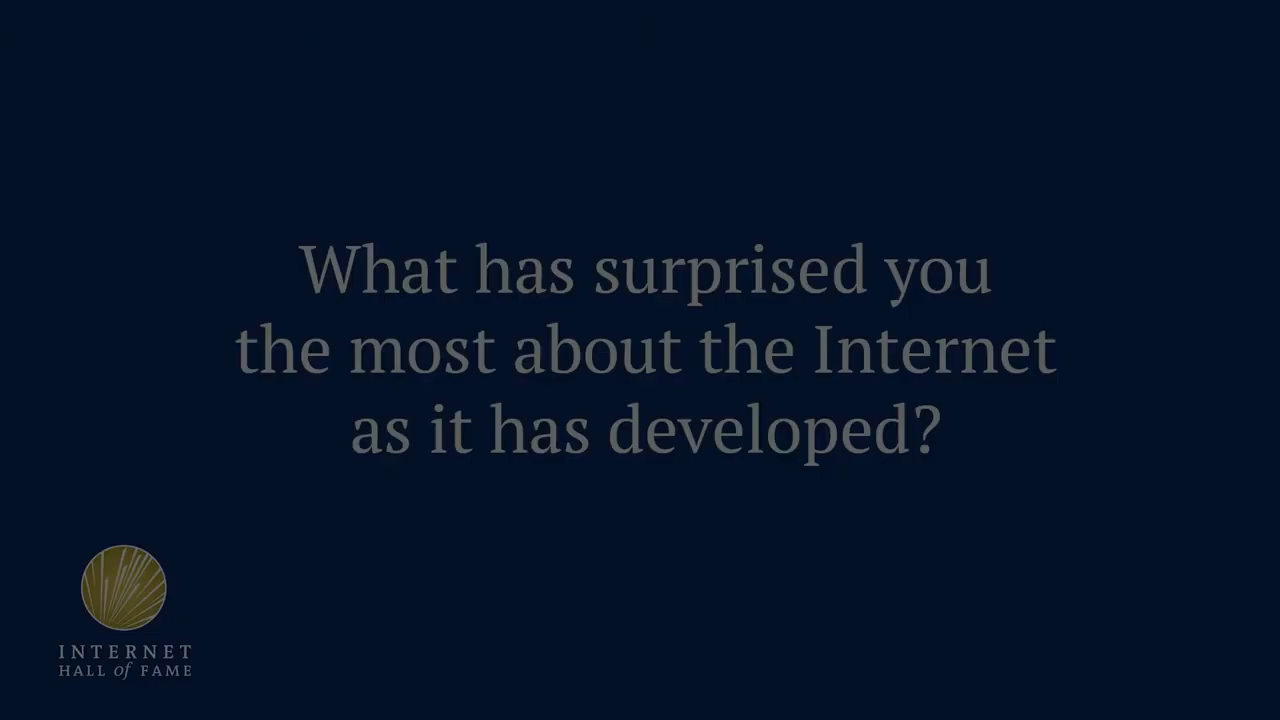 What has surprised you
the most about the Internet
as it has developed?
INTERNET
HALL of FAME